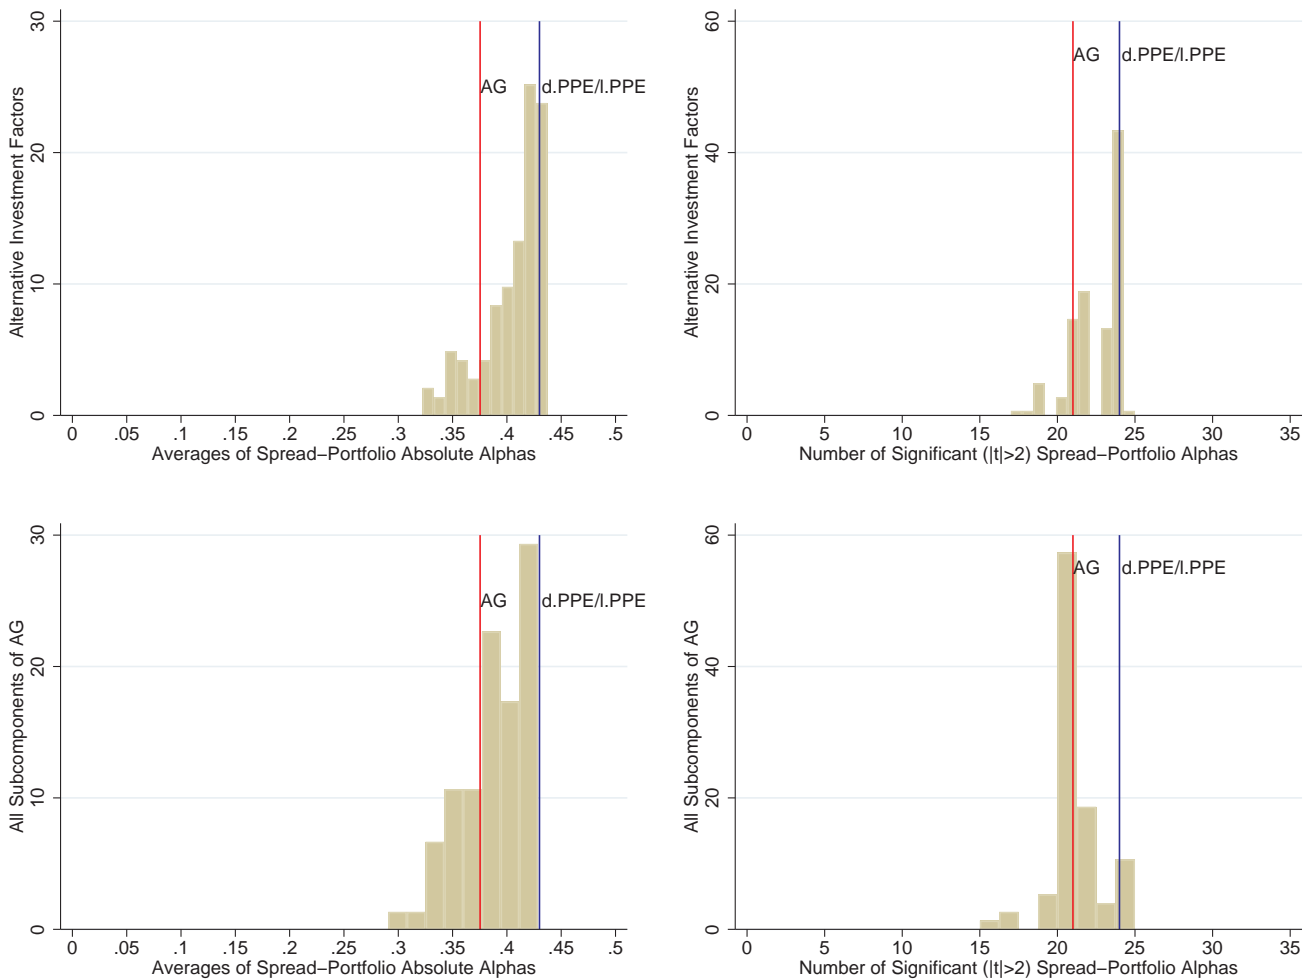 30
20
10
0
Alternative Investment Factors
AG
d.PPE/l.PPE
0 .05 .1 .15 .2 .25 .3 .35 .4 .45 .5
Averages of Spread−Portfolio Absolute Alphas
60
40
20
0
Alternative Investment Factors
AG
d.PPE/l.PPE
0 5 10 15 20 25 30 35
Number of Significant (|t|>2) Spread−Portfolio Alphas
30
20
10
0
All Subcomponents of AG
AG
d.PPE/l.PPE
0 .05 .1 .15 .2 .25 .3 .35 .4 .45 .5
Averages of Spread−Portfolio Absolute Alphas
60
40
20
0
All Subcomponents of AG
AG
d.PPE/l.PPE
0 5 10 15 20 25 30 35
Number of Significant (|t|>2) Spread−Portfolio Alphas